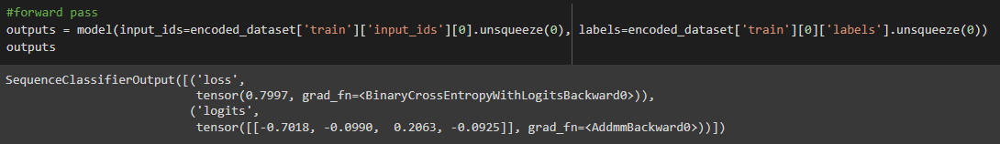 #forward pass
outputs = model(input_ids=encoded_dataset['train']['input_ids'][0].unsqueeze(0), labels=encoded_dataset['train'][0]['labels'].unsqueeze(0))
outputs
SequenceClassifierOutput([('loss',
tensor(0.7997, grad_fn=<BinaryCrossEntropyWithLogitsBackward0>)),
('logits',
tensor([[-0.7018, -0.0990,  0.2063, -0.0925]], grad_fn=<AddmmBackward0>))])